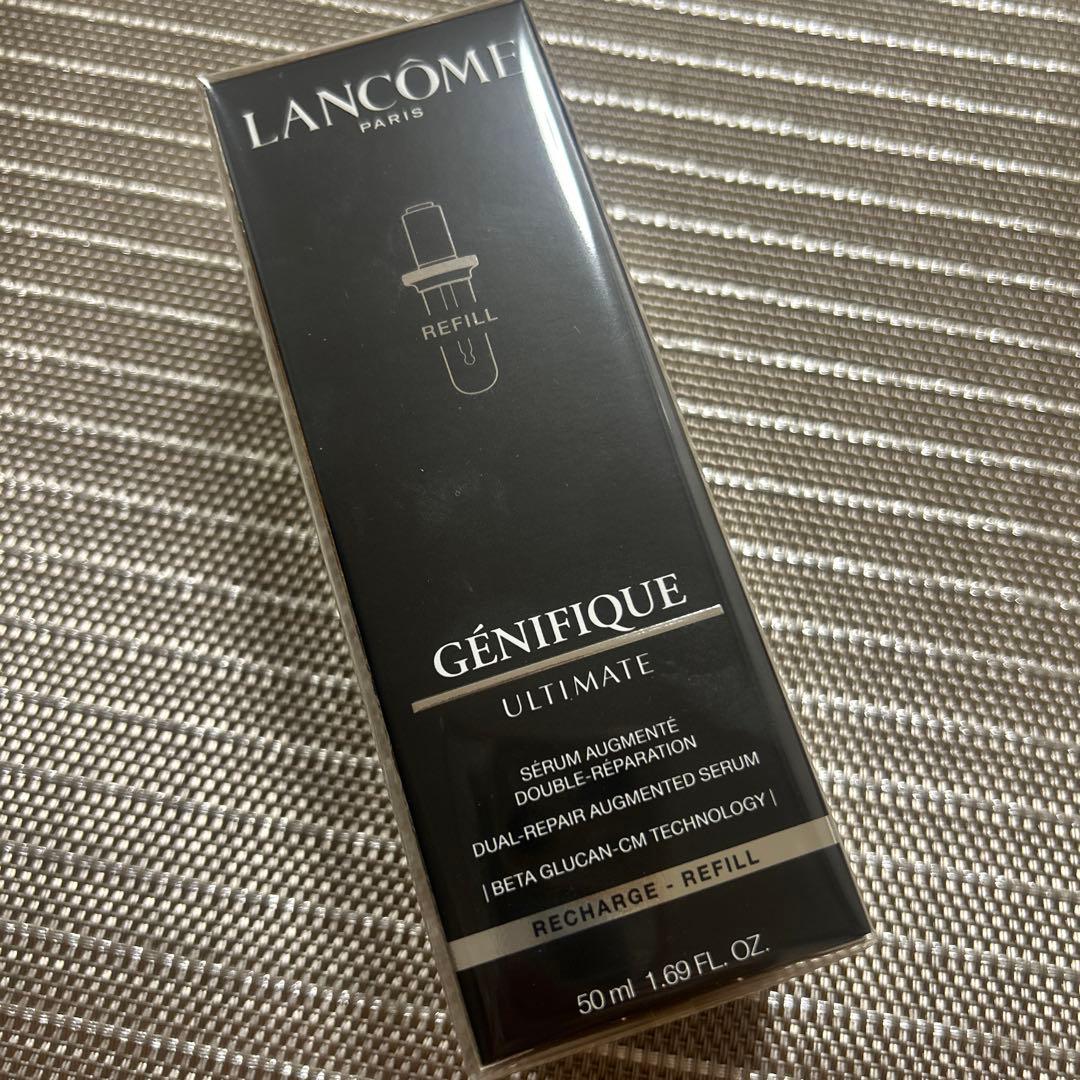 LANCÔME
PARIS
REFILL
GÉNIFIQUE
ULTIMATE
SÉRUM AUGMENTÉ
DOUBLE-RÉPARATION
DUAL-REPAIR AUGMENTED SERUM
| BETA GLUCAN-CM TECHNOLOGY |
RECHARGE - REFILL
50 ml 1.69 FL. OZ.